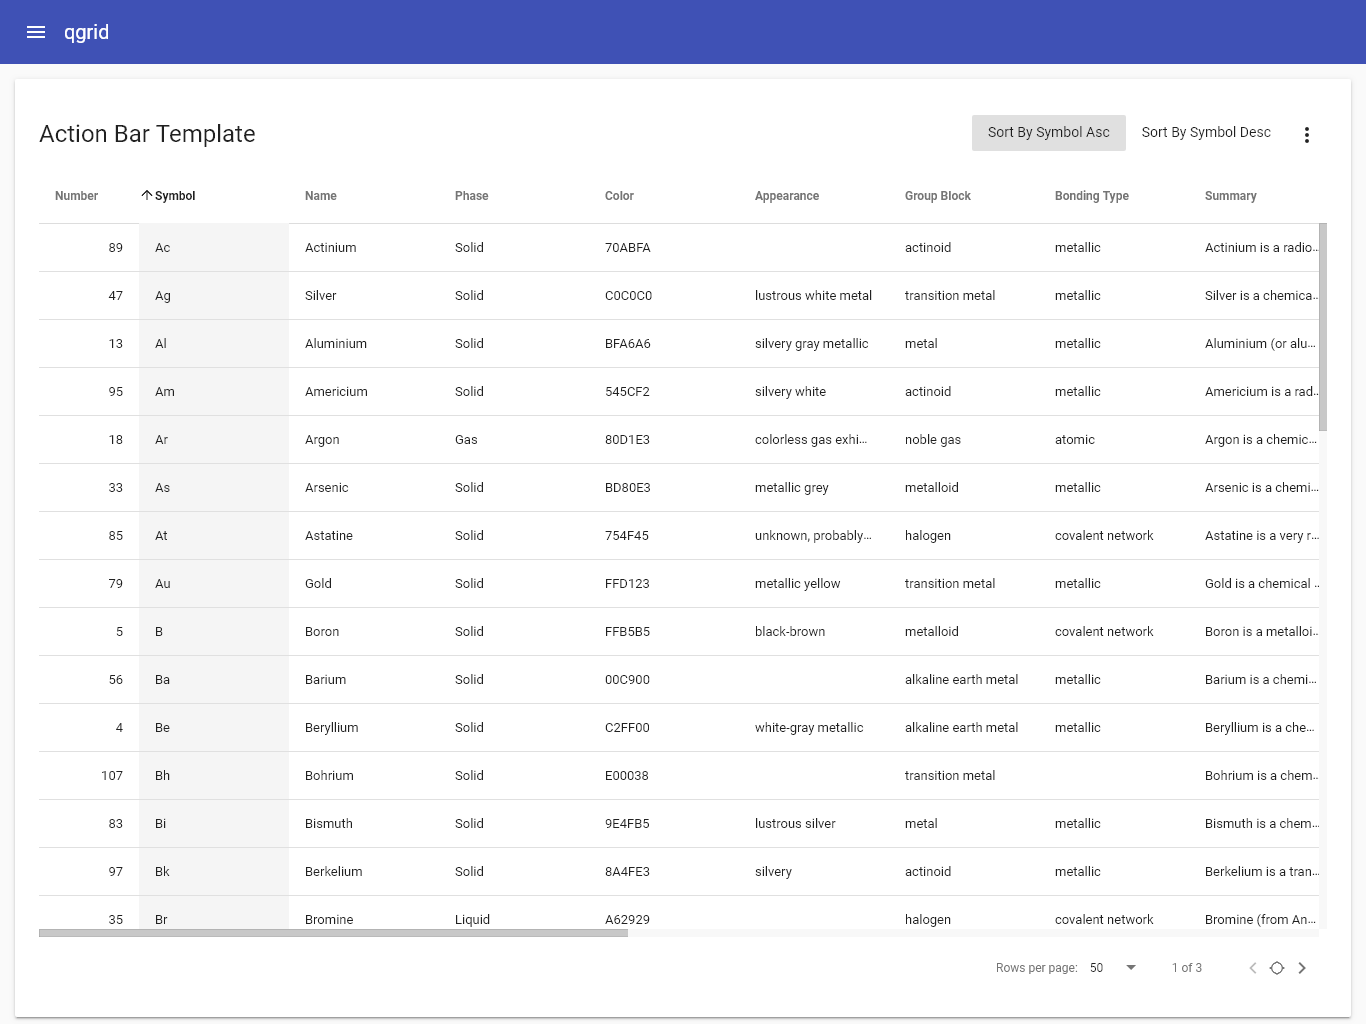 qgrid
Action Bar Template
Sort By Symbol Asc Sort By Symbol Desc
Number Symbol Name Phase Color Appearance Group Block Bonding Type Summary
89 Ac Actinium Solid 70ABFA actinoid metallic Actinium is a radio…
47 Ag Silver Solid C0C0C0 lustrous white metal transition metal metallic Silver is a chemica…
13 Al Aluminium Solid BFA6A6 silvery gray metallic metal metallic Aluminium (or alu…
95 Am Americium Solid 545CF2 silvery white actinoid metallic Americium is a rad…
18 Ar Argon Gas 80D1E3 colorless gas exhi… noble gas atomic Argon is a chemic…
33 As Arsenic Solid BD80E3 metallic grey metalloid metallic Arsenic is a chemi…
85 At Astatine Solid 754F45 unknown, probably… halogen covalent network Astatine is a very r…
79 Au Gold Solid FFD123 metallic yellow transition metal metallic Gold is a chemical …
5 B Boron Solid FFB5B5 black-brown metalloid covalent network Boron is a metalloi…
56 Ba Barium Solid 00C900 alkaline earth metal metallic Barium is a chemi…
4 Be Beryllium Solid C2FF00 white-gray metallic alkaline earth metal metallic Beryllium is a che…
107 Bh Bohrium Solid E00038 transition metal Bohrium is a chem…
83 Bi Bismuth Solid 9E4FB5 lustrous silver metal metallic Bismuth is a chem…
97 Bk Berkelium Solid 8A4FE3 silvery actinoid metallic Berkelium is a tran…
35 Br Bromine Liquid A62929 halogen covalent network Bromine (from An…
Rows per page: 50 1 of 3